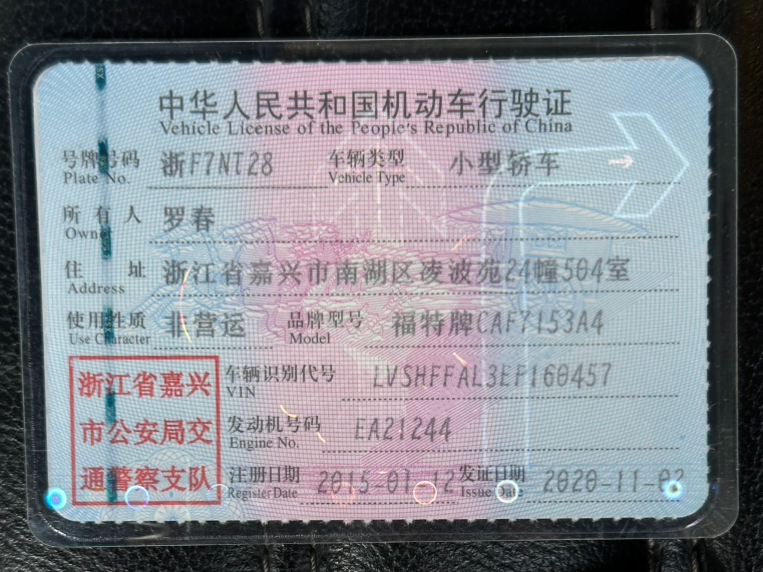 中华人民共和国机动车行驶证
Vehicle License of the People's Republic of China
号牌号码 浙F7NT28 车辆类型 小型轿车
Plate No. Vehicle Type
所有人 罗春
Owner
住址 浙江省嘉兴市南湖区凌波苑24幢504室
Address
使用性质 非营运 品牌型号 福特牌CAF7153A4
Use Character Model
浙江省嘉兴
市公安局交
通警察支队
车辆识别代号 LVSHFFAL3EF160457
VIN
发动机号码 EA21244
Engine No.
注册日期 2015-01-12 发证日期 2020-11-02
Register Date Issue Date